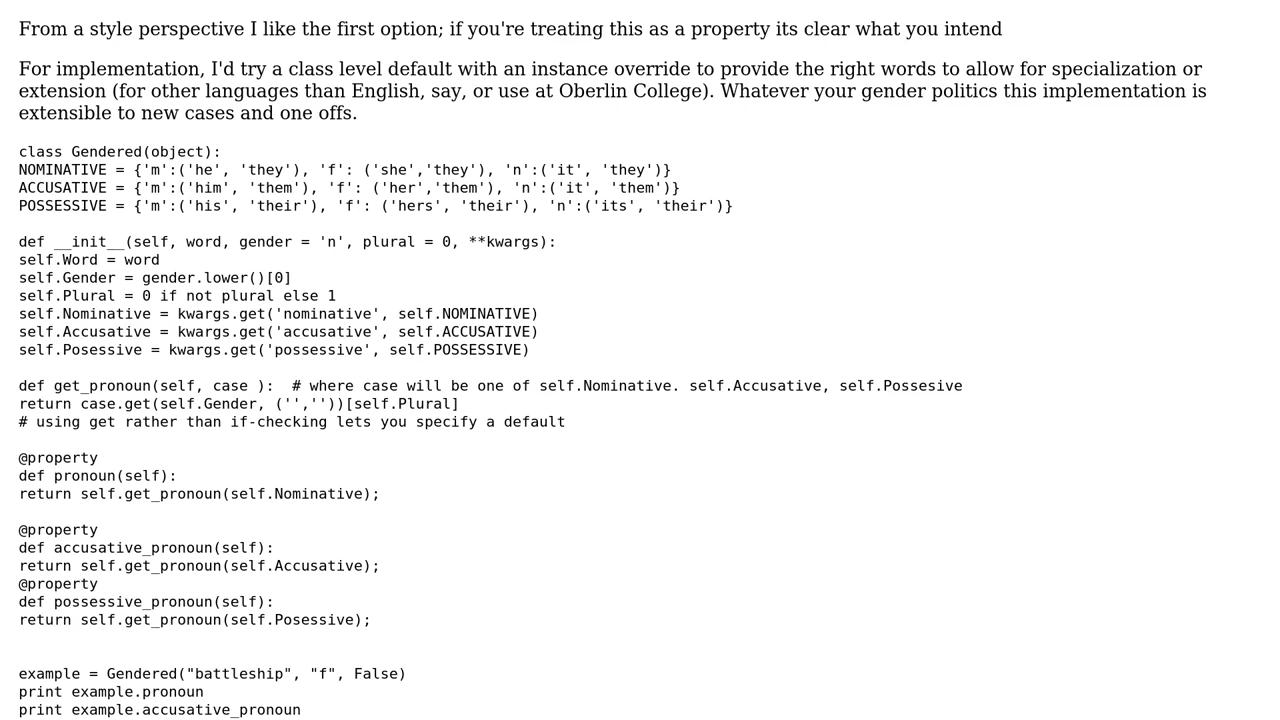 From a style perspective I like the first option; if you're treating this as a property its clear what you intend
For implementation, I'd try a class level default with an instance override to provide the right words to allow for specialization or
extension (for other languages than English, say, or use at Oberlin College). Whatever your gender politics this implementation is
extensible to new cases and one offs.
class Gendered(object):
NOMINATIVE = {'m':('he', 'they'), 'f': ('she','they'), 'n':('it', 'they')}
ACCUSATIVE = {'m':('him', 'them'), 'f': ('her','them'), 'n':('it', 'them')}
POSSESSIVE = {'m':('his', 'their'), 'f': ('hers', 'their'), 'n':('its', 'their')}
def __init__(self, word, gender = 'n', plural = 0, **kwargs):
self.Word = word
self.Gender = gender.lower()[0]
self.Plural = 0 if not plural else 1
self.Nominative = kwargs.get('nominative', self.NOMINATIVE)
self.Accusative = kwargs.get('accusative', self.ACCUSATIVE)
self.Posessive = kwargs.get('possessive', self.POSSESSIVE)
def get_pronoun(self, case ):  # where case will be one of self.Nominative. self.Accusative, self.Possesive
return case.get(self.Gender, ('',''))[self.Plural]
# using get rather than if-checking lets you specify a default
@property
def pronoun(self):
return self.get_pronoun(self.Nominative);
@property
def accusative_pronoun(self):
return self.get_pronoun(self.Accusative);
@property
def possessive_pronoun(self):
return self.get_pronoun(self.Posessive);
example = Gendered("battleship", "f", False)
print example.pronoun
print example.accusative_pronoun